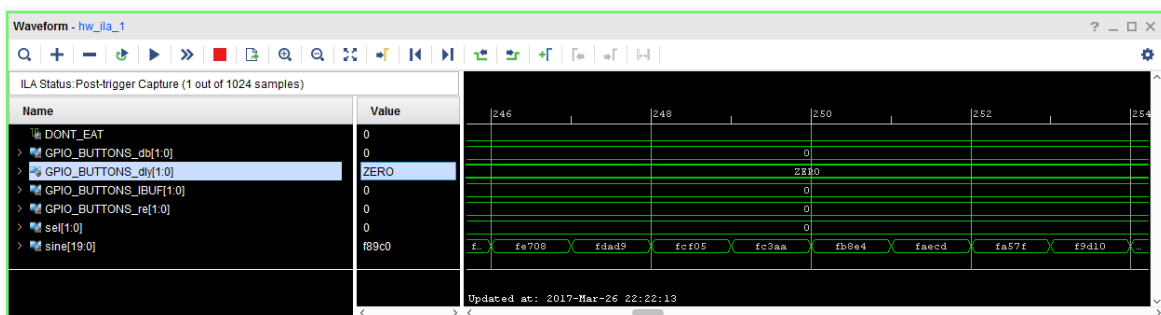 Waveform - hw_ila_1
ILA Status:Post-trigger Capture (1 out of 1024 samples)
Name Value
246 248 250 252 254
DONT_EAT 0
GPIO_BUTTONS_db[1:0] 0 0
GPIO_BUTTONS_dly[1:0] ZERO ZERO
GPIO_BUTTONS_IBUF[1:0] 0 0
GPIO_BUTTONS_re[1:0] 0 0
sel[1:0] 0 0
sine[19:0] f89c0 f... fe708 fdad9 fcf05 fc3aa fb8e4 faecd fa57f f9d10 ...
Updated at: 2017-Mar-26 22:22:13